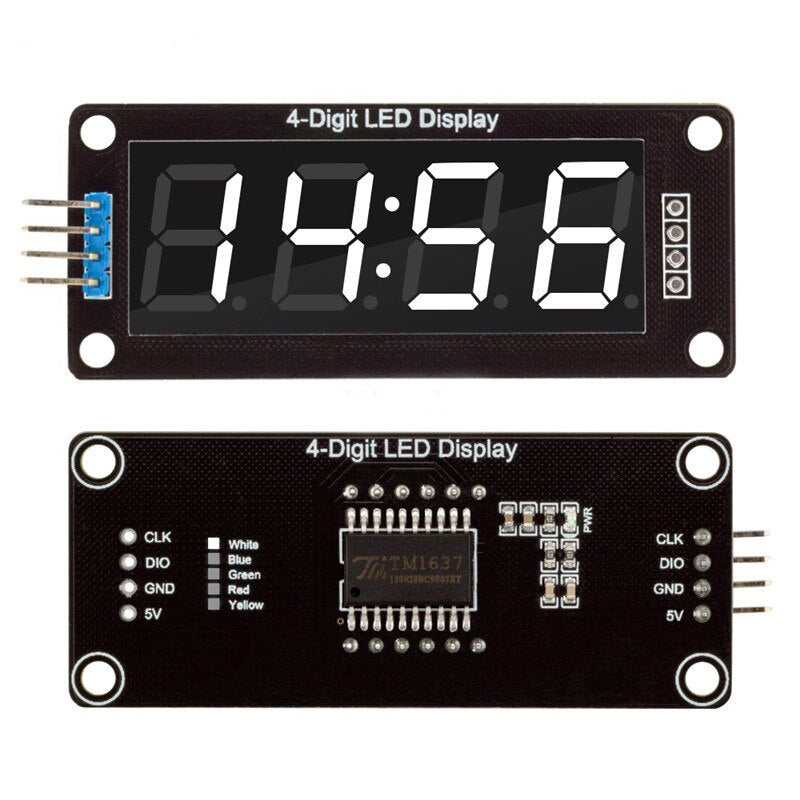 4-Digit LED Display
14:56
4-Digit LED Display
CLK
DIO
GND
5V
White
Blue
Green
Red
Yellow
TM1637
PWR
CLK
DIO
GND
5V